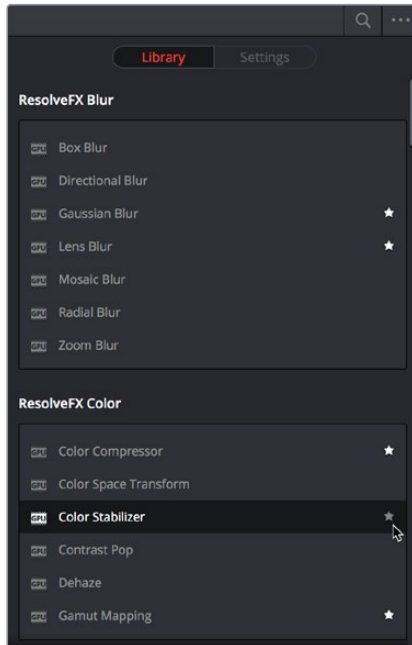 Library Settings
ResolveFX Blur
GPU Box Blur
GPU Directional Blur
GPU Gaussian Blur
GPU Lens Blur
GPU Mosaic Blur
GPU Radial Blur
GPU Zoom Blur
ResolveFX Color
GPU Color Compressor
GPU Color Space Transform
GPU Color Stabilizer
GPU Contrast Pop
GPU Dehaze
GPU Gamut Mapping